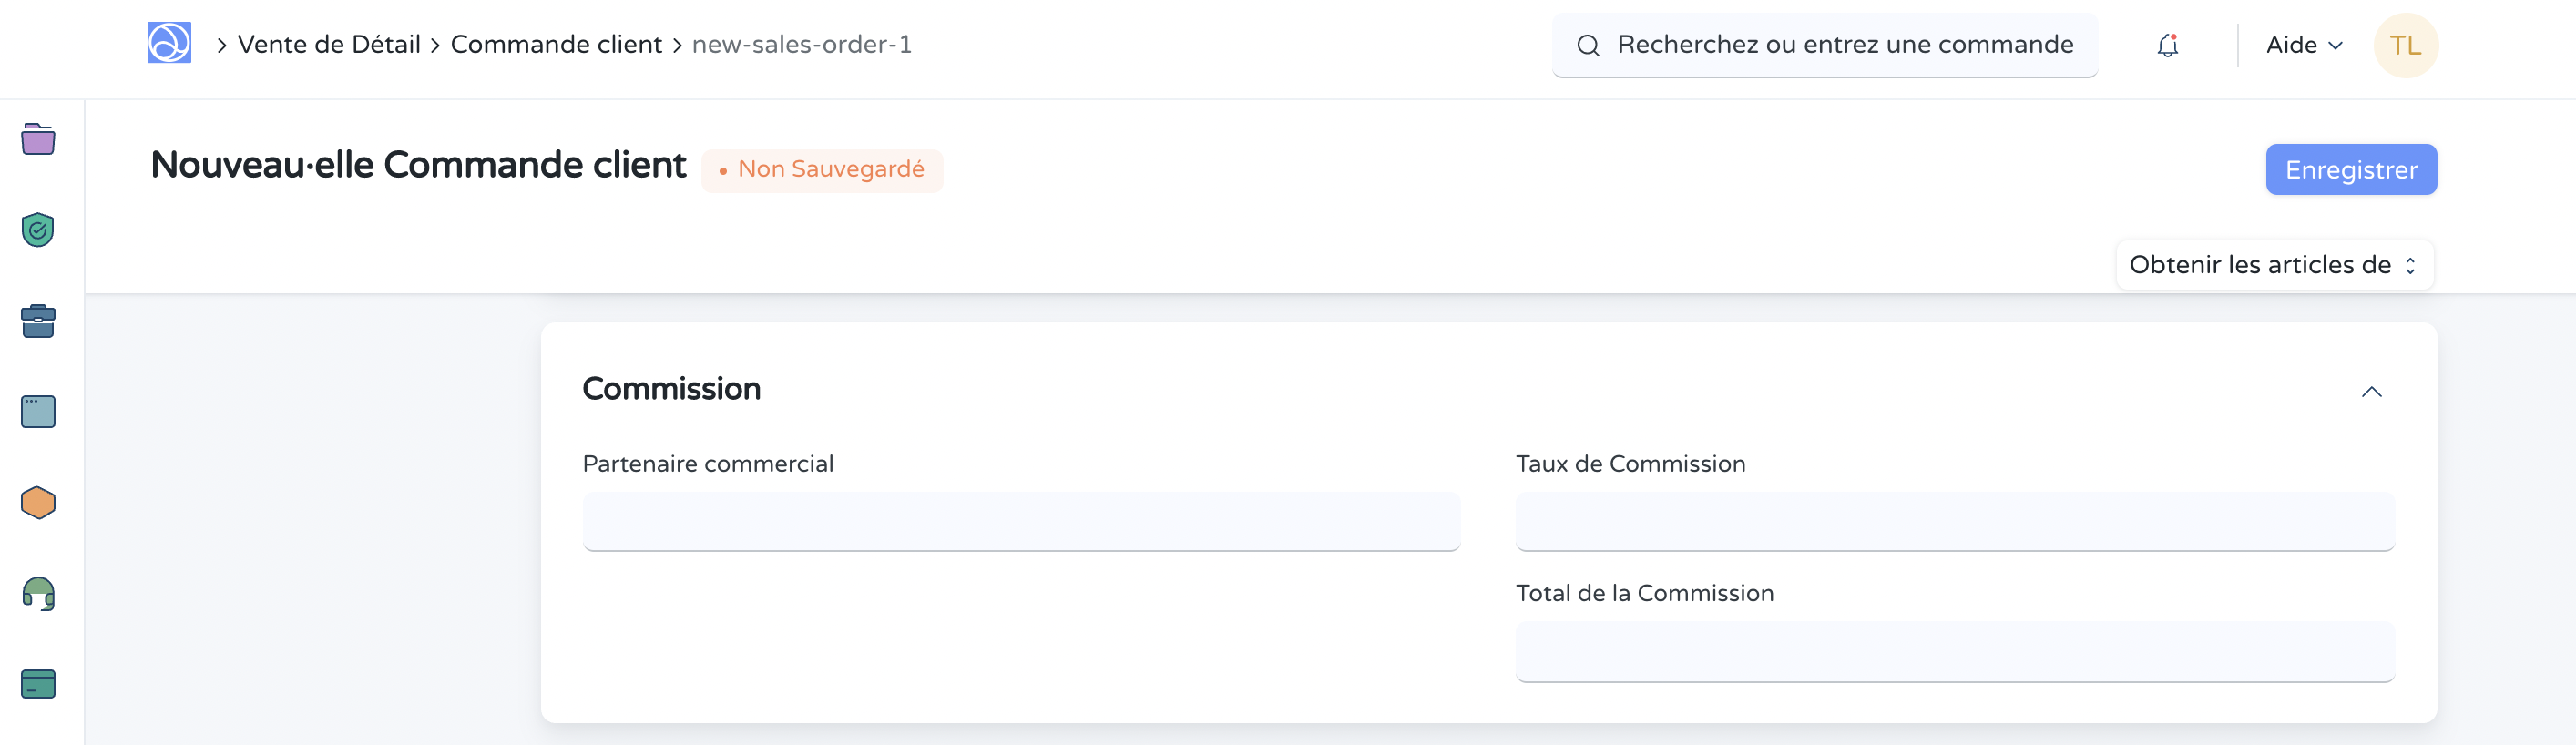 Vente de Détail > Commande client > new-sales-order-1
Recherchez ou entrez une commande
Aide
TL
Nouveau·elle Commande client
Non Sauvegardé
Enregistrer
Obtenir les articles de
Commission
Partenaire commercial
Taux de Commission
Total de la Commission